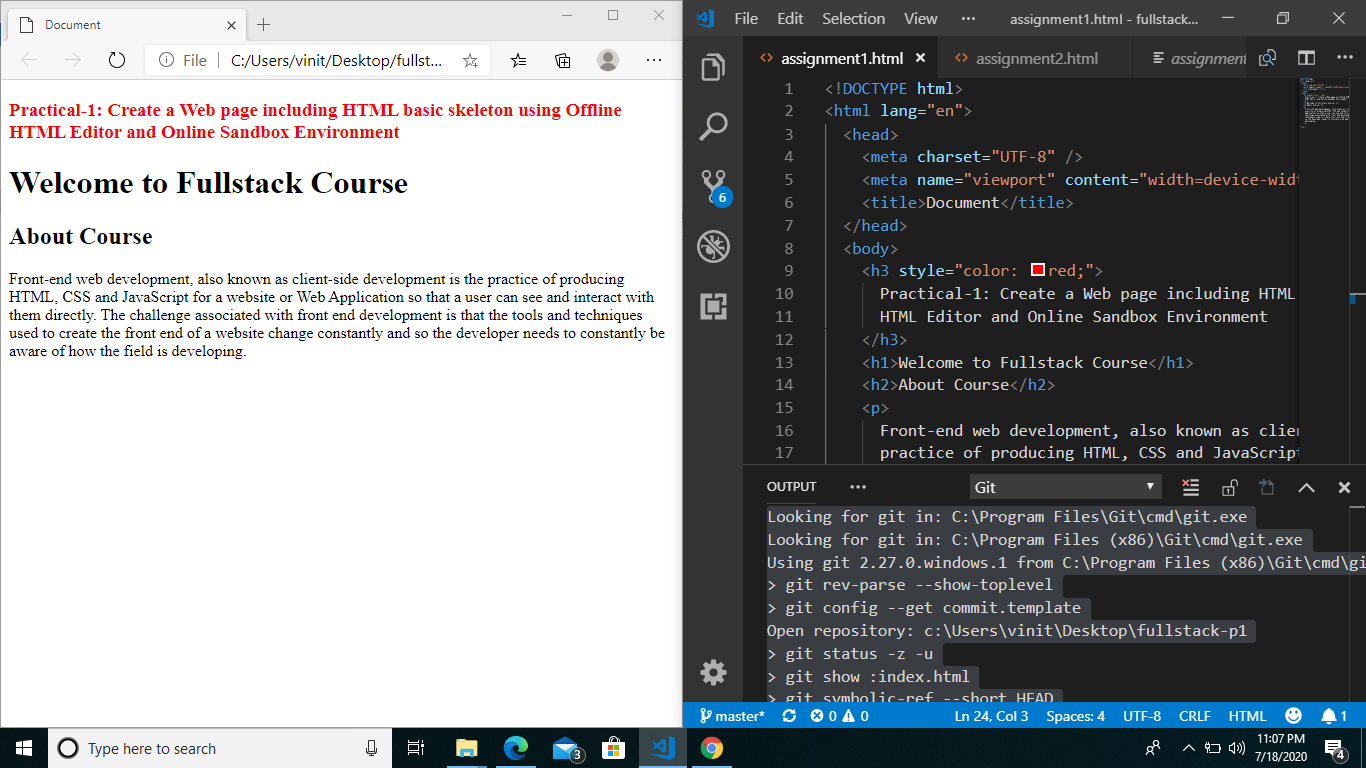 Document
File
C:/Users/vinit/Desktop/fullst...
Practical-1: Create a Web page including HTML basic skeleton using Offline
HTML Editor and Online Sandbox Environment
Welcome to Fullstack Course
About Course
Front-end web development, also known as client-side development is the practice of producing
HTML, CSS and JavaScript for a website or Web Application so that a user can see and interact with
them directly. The challenge associated with front end development is that the tools and techniques
used to create the front end of a website change constantly and so the developer needs to constantly be
aware of how the field is developing.
File Edit Selection View ··· assignment1.html - fullstack...
assignment1.html assignment2.html assignment
6
1 <!DOCTYPE html>
2 <html lang="en">
3 <head>
4 <meta charset="UTF-8" />
5 <meta name="viewport" content="width=device-widt
6 <title>Document</title>
7 </head>
8 <body>
9 <h3 style="color: red;">
10 Practical-1: Create a Web page including HTML
11 HTML Editor and Online Sandbox Environment
12 </h3>
13 <h1>Welcome to Fullstack Course</h1>
14 <h2>About Course</h2>
15 <p>
16 Front-end web development, also known as clien
17 practice of producing HTML, CSS and JavaScript
OUTPUT ··· Git
Looking for git in: C:\Program Files\Git\cmd\git.exe
Looking for git in: C:\Program Files (x86)\Git\cmd\git.exe
Using git 2.27.0.windows.1 from C:\Program Files (x86)\Git\cmd\gi
> git rev-parse --show-toplevel
> git config --get commit.template
Open repository: c:\Users\vinit\Desktop\fullstack-p1
> git status -z -u
> git show :index.html
> git symbolic-ref --short HEAD
master* 0 0 Ln 24, Col 3 Spaces: 4 UTF-8 CRLF HTML 1
Type here to search
3
11:07 PM
7/18/2020
4